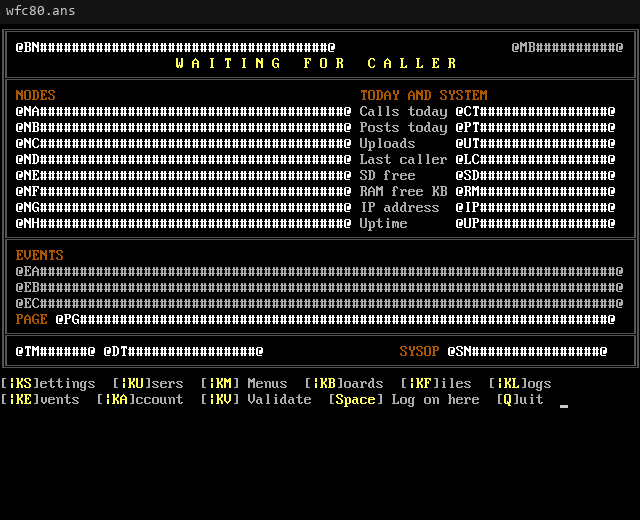 wfc80.ans
@BN####################################@ @MB##########@
W A I T I N G   F O R   C A L L E R
NODES TODAY AND SYSTEM
@NA######################################@ Calls today @CT################@
@NB######################################@ Posts today @PT################@
@NC######################################@ Uploads @UT################@
@ND######################################@ Last caller @LC################@
@NE######################################@ SD free @SD################@
@NF######################################@ RAM free KB @RM################@
@NG######################################@ IP address @IP################@
@NH######################################@ Uptime @UP################@
EVENTS
@EA########################################################################@
@EB########################################################################@
@EC########################################################################@
PAGE @PG##################################################################@
@TM######@ @DT################@ SYSOP @SN################@
[|KS]ettings [|KU]sers [|KM] Menus [|KB]oards [|KF]iles [|KL]ogs
[|KE]vents [|KA]ccount [|KV] Validate [Space] Log on here [Q]uit _